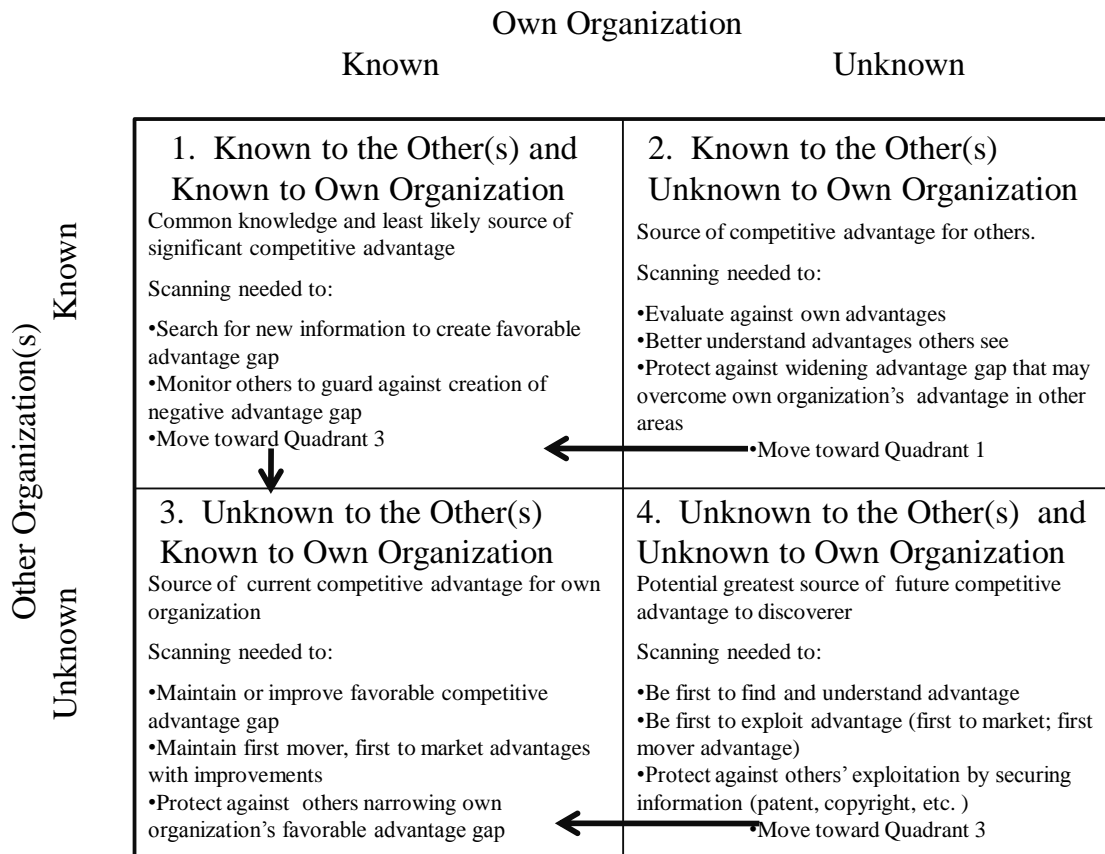 Own Organization
Known
Unknown
Other Organization(s)
Known
Unknown
1. Known to the Other(s) and
Known to Own Organization
Common knowledge and least likely source of
significant competitive advantage
Scanning needed to:
•Search for new information to create favorable
advantage gap
•Monitor others to guard against creation of
negative advantage gap
•Move toward Quadrant 3
2. Known to the Other(s)
Unknown to Own Organization
Source of competitive advantage for others.
Scanning needed to:
•Evaluate against own advantages
•Better understand advantages others see
•Protect against widening advantage gap that may
overcome own organization’s advantage in other
areas
•Move toward Quadrant 1
3. Unknown to the Other(s)
Known to Own Organization
Source of current competitive advantage for own
organization
Scanning needed to:
•Maintain or improve favorable competitive
advantage gap
•Maintain first mover, first to market advantages
with improvements
•Protect against others narrowing own
organization’s favorable advantage gap
4. Unknown to the Other(s) and
Unknown to Own Organization
Potential greatest source of future competitive
advantage to discoverer
Scanning needed to:
•Be first to find and understand advantage
•Be first to exploit advantage (first to market; first
mover advantage)
•Protect against others’ exploitation by securing
information (patent, copyright, etc. )
•Move toward Quadrant 3